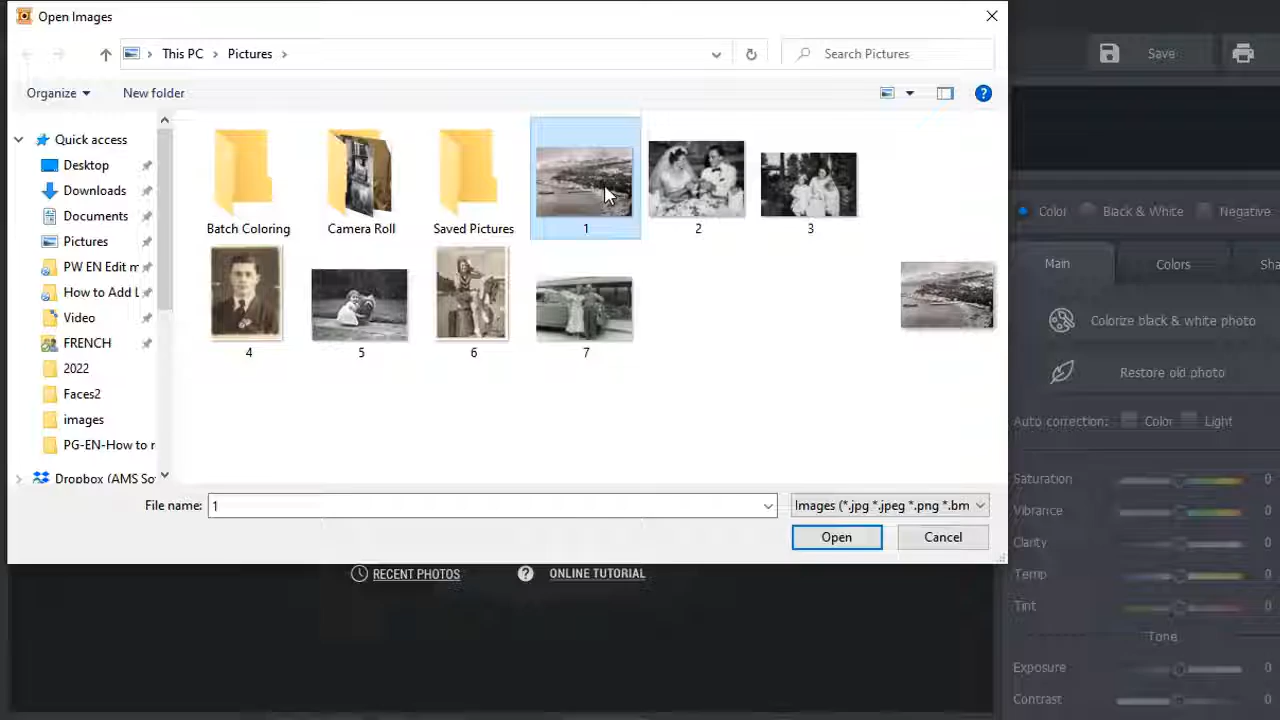 Open Images
This PC
Pictures
Search Pictures
Save
Organize
New folder
Quick access
Desktop
Downloads
Documents
Pictures
PW EN Edit m
How to Add L
Video
FRENCH
2022
Faces2
images
PG-EN-How to r
Dropbox (AMS So
Batch Coloring
Camera Roll
Saved Pictures
1
2
3
4
5
6
7
File name:
1
Images (*.jpg *.jpeg *.png *.bm
Open
Cancel
RECENT PHOTOS
ONLINE TUTORIAL
Color
Black & White
Negative
Main
Colors
Sha
Colorize black & white photo
Restore old photo
Auto correction:
Color
Light
Saturation
0
Vibrance
0
Clarity
0
Temp
0
Tint
0
Tone
Exposure
0
Contrast
0